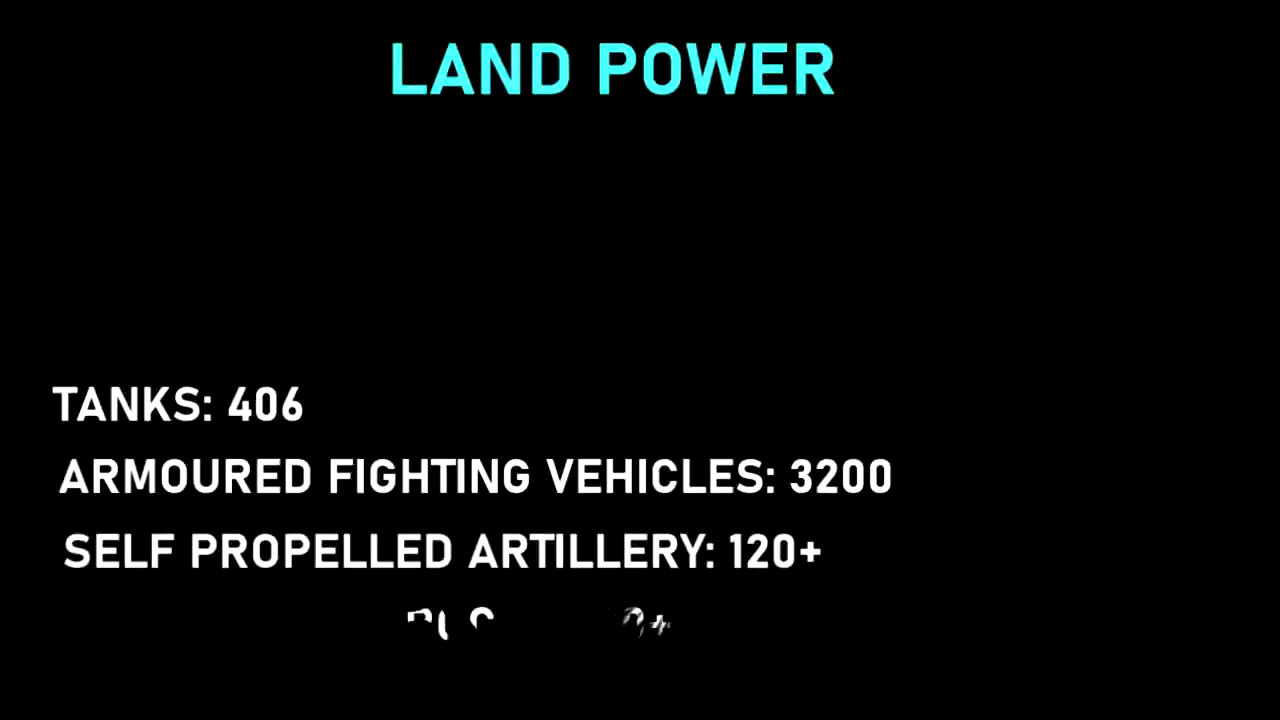 LAND POWER
TANKS: 406
ARMOURED FIGHTING VEHICLES: 3200
SELF PROPELLED ARTILLERY: 120+